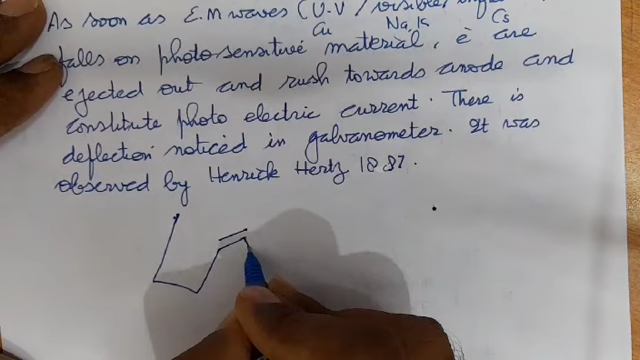 As soon as E.M waves (U.V / visible/
Cu Na, K Cs
falls on photosensitive material, ē are
ejected out and rush towards anode and
constitute photo electric current. There is
deflection noticed in galvanometer. It was
observed by Henrick Hertz 1887.